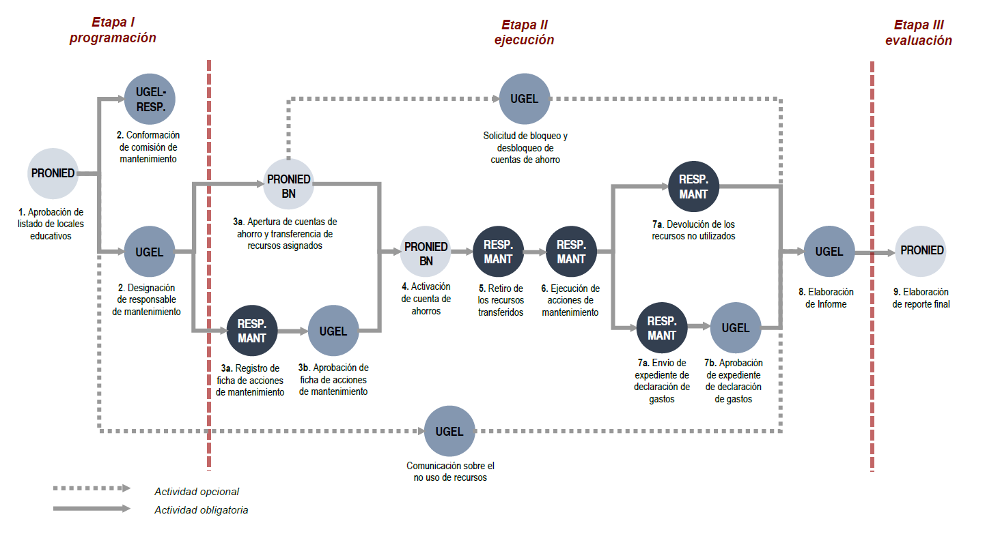 Etapa I
programación
Etapa II
ejecución
Etapa III
evaluación
UGEL-
RESP.
2. Conformación
de comisión de
mantenimiento
PRONIED
1. Aprobación de
listado de locales
educativos
UGEL
2. Designación
de responsable
de mantenimiento
UGEL
Solicitud de bloqueo y
desbloqueo de
cuentas de ahorro
PRONIED
BN
3a. Apertura de cuentas de
ahorro y transferencia de
recursos asignados
RESP.
MANT
3a. Registro de
ficha de acciones
de mantenimiento
UGEL
3b. Aprobación de
ficha de acciones
de mantenimiento
PRONIED
BN
4. Activación
de cuenta de
ahorros
RESP.
MANT
5. Retiro de
los recursos
transferidos
RESP.
MANT
6. Ejecución de
acciones de
mantenimiento
RESP.
MANT
7a. Devolución de los
recursos no utilizados
RESP.
MANT
7a. Envío de
expediente de
declaración de
gastos
UGEL
7b. Aprobación
de expediente
de declaración
de gastos
UGEL
8. Elaboración
de Informe
PRONIED
9. Elaboración
de reporte final
UGEL
Comunicación sobre el
no uso de recursos
Actividad opcional
Actividad obligatoria